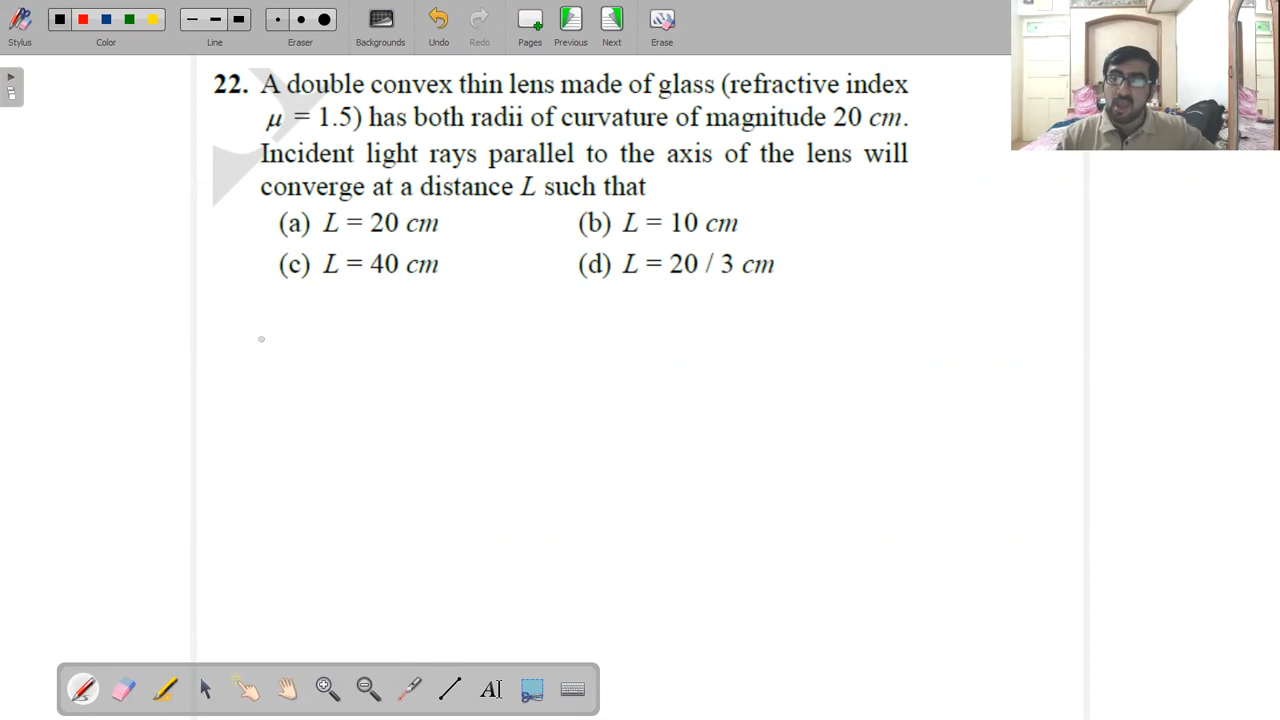 Stylus Color Line Eraser Backgrounds Undo Redo Pages Previous Next Erase
22. A double convex thin lens made of glass (refractive index
μ = 1.5) has both radii of curvature of magnitude 20 cm.
Incident light rays parallel to the axis of the lens will
converge at a distance L such that
(a) L = 20 cm (b) L = 10 cm
(c) L = 40 cm (d) L = 20 / 3 cm
AI